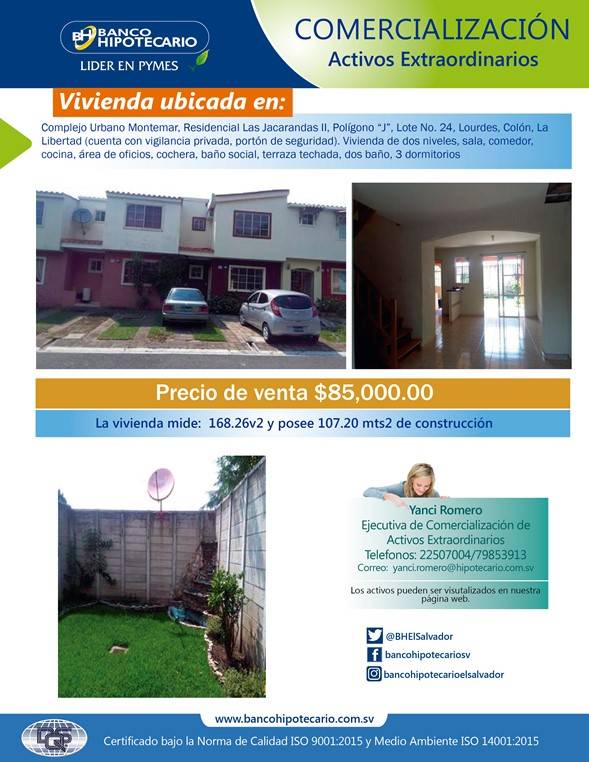 BH BANCO
HIPOTECARIO
LIDER EN PYMES
COMERCIALIZACIÓN
Activos Extraordinarios
Vivienda ubicada en:
Complejo Urbano Montemar, Residencial Las Jacarandas II, Polígono “J”, Lote No. 24, Lourdes, Colón, La
Libertad (cuenta con vigilancia privada, portón de seguridad). Vivienda de dos niveles, sala, comedor,
cocina, área de oficios, cochera, baño social, terraza techada, dos baño, 3 dormitorios
Precio de venta $85,000.00
La vivienda mide: 168.26v2 y posee 107.20 mts2 de construcción
Yanci Romero
Ejecutiva de Comercialización de
Activos Extraordinarios
Telefonos: 22507004/79853913
Correo: yanci.romero@hipotecario.com.sv
Los activos pueden ser visutalizados en nuestra
página web.
@BHElSalvador
bancohipotecariosv
bancohipotecarioelsalvador
www.bancohipotecario.com.sv
Certificado bajo la Norma de Calidad ISO 9001:2015 y Medio Ambiente ISO 14001:2015